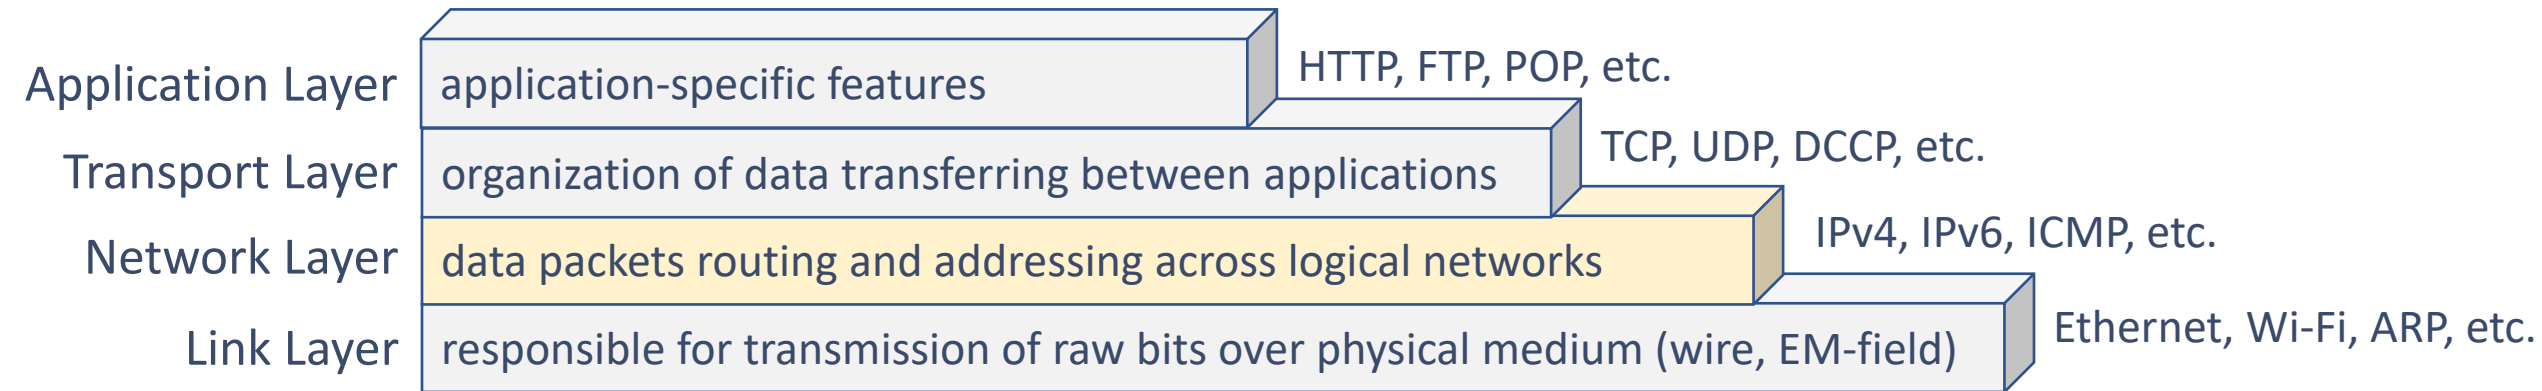 Application Layer
application-specific features
HTTP, FTP, POP, etc.
Transport Layer
organization of data transferring between applications
TCP, UDP, DCCP, etc.
Network Layer
data packets routing and addressing across logical networks
IPv4, IPv6, ICMP, etc.
Link Layer
responsible for transmission of raw bits over physical medium (wire, EM-field)
Ethernet, Wi-Fi, ARP, etc.